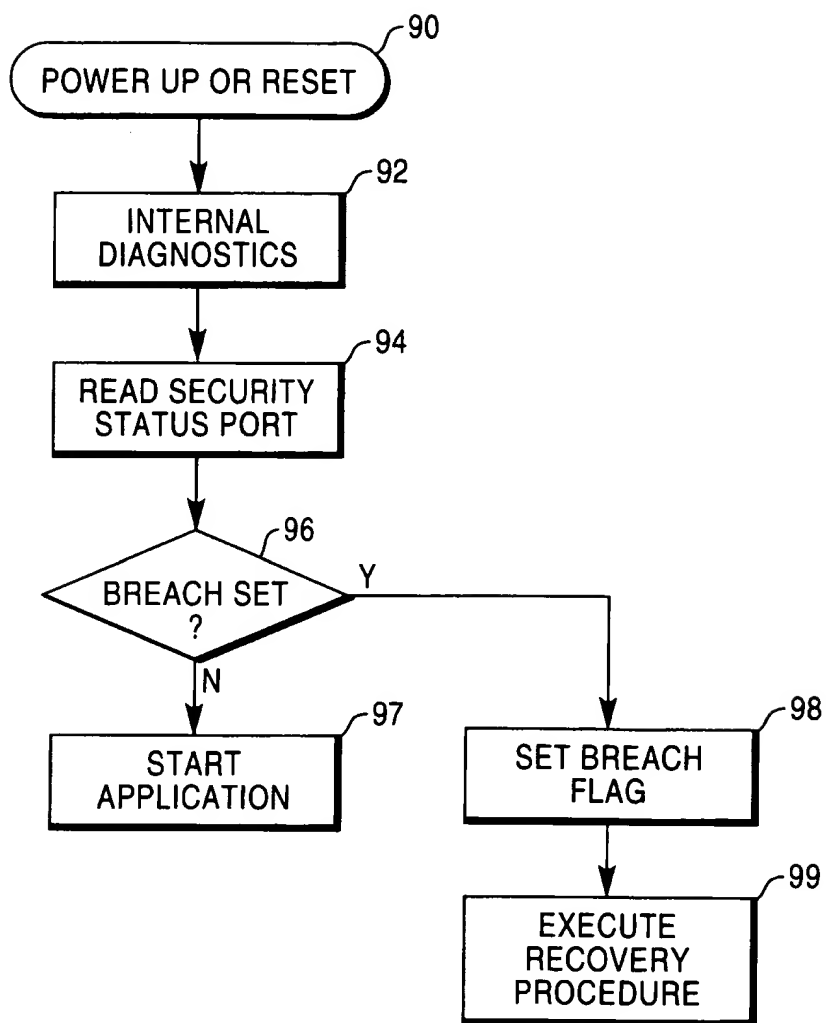 90
POWER UP OR RESET
92
INTERNAL
DIAGNOSTICS
94
READ SECURITY
STATUS PORT
96
BREACH SET
?
Y
N
97
START
APPLICATION
98
SET BREACH
FLAG
99
EXECUTE
RECOVERY
PROCEDURE